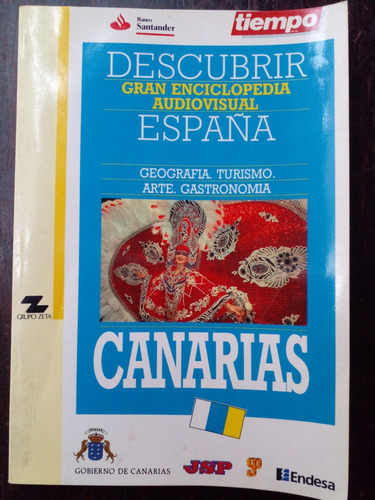 Banco
Santander
tiempo
DESCUBRIR
GRAN ENCICLOPEDIA
AUDIOVISUAL
ESPAÑA
GEOGRAFIA. TURISMO.
ARTE. GASTRONOMIA
GRUPO ZETA
CANARIAS
GOBIERNO DE CANARIAS
JSP
Endesa